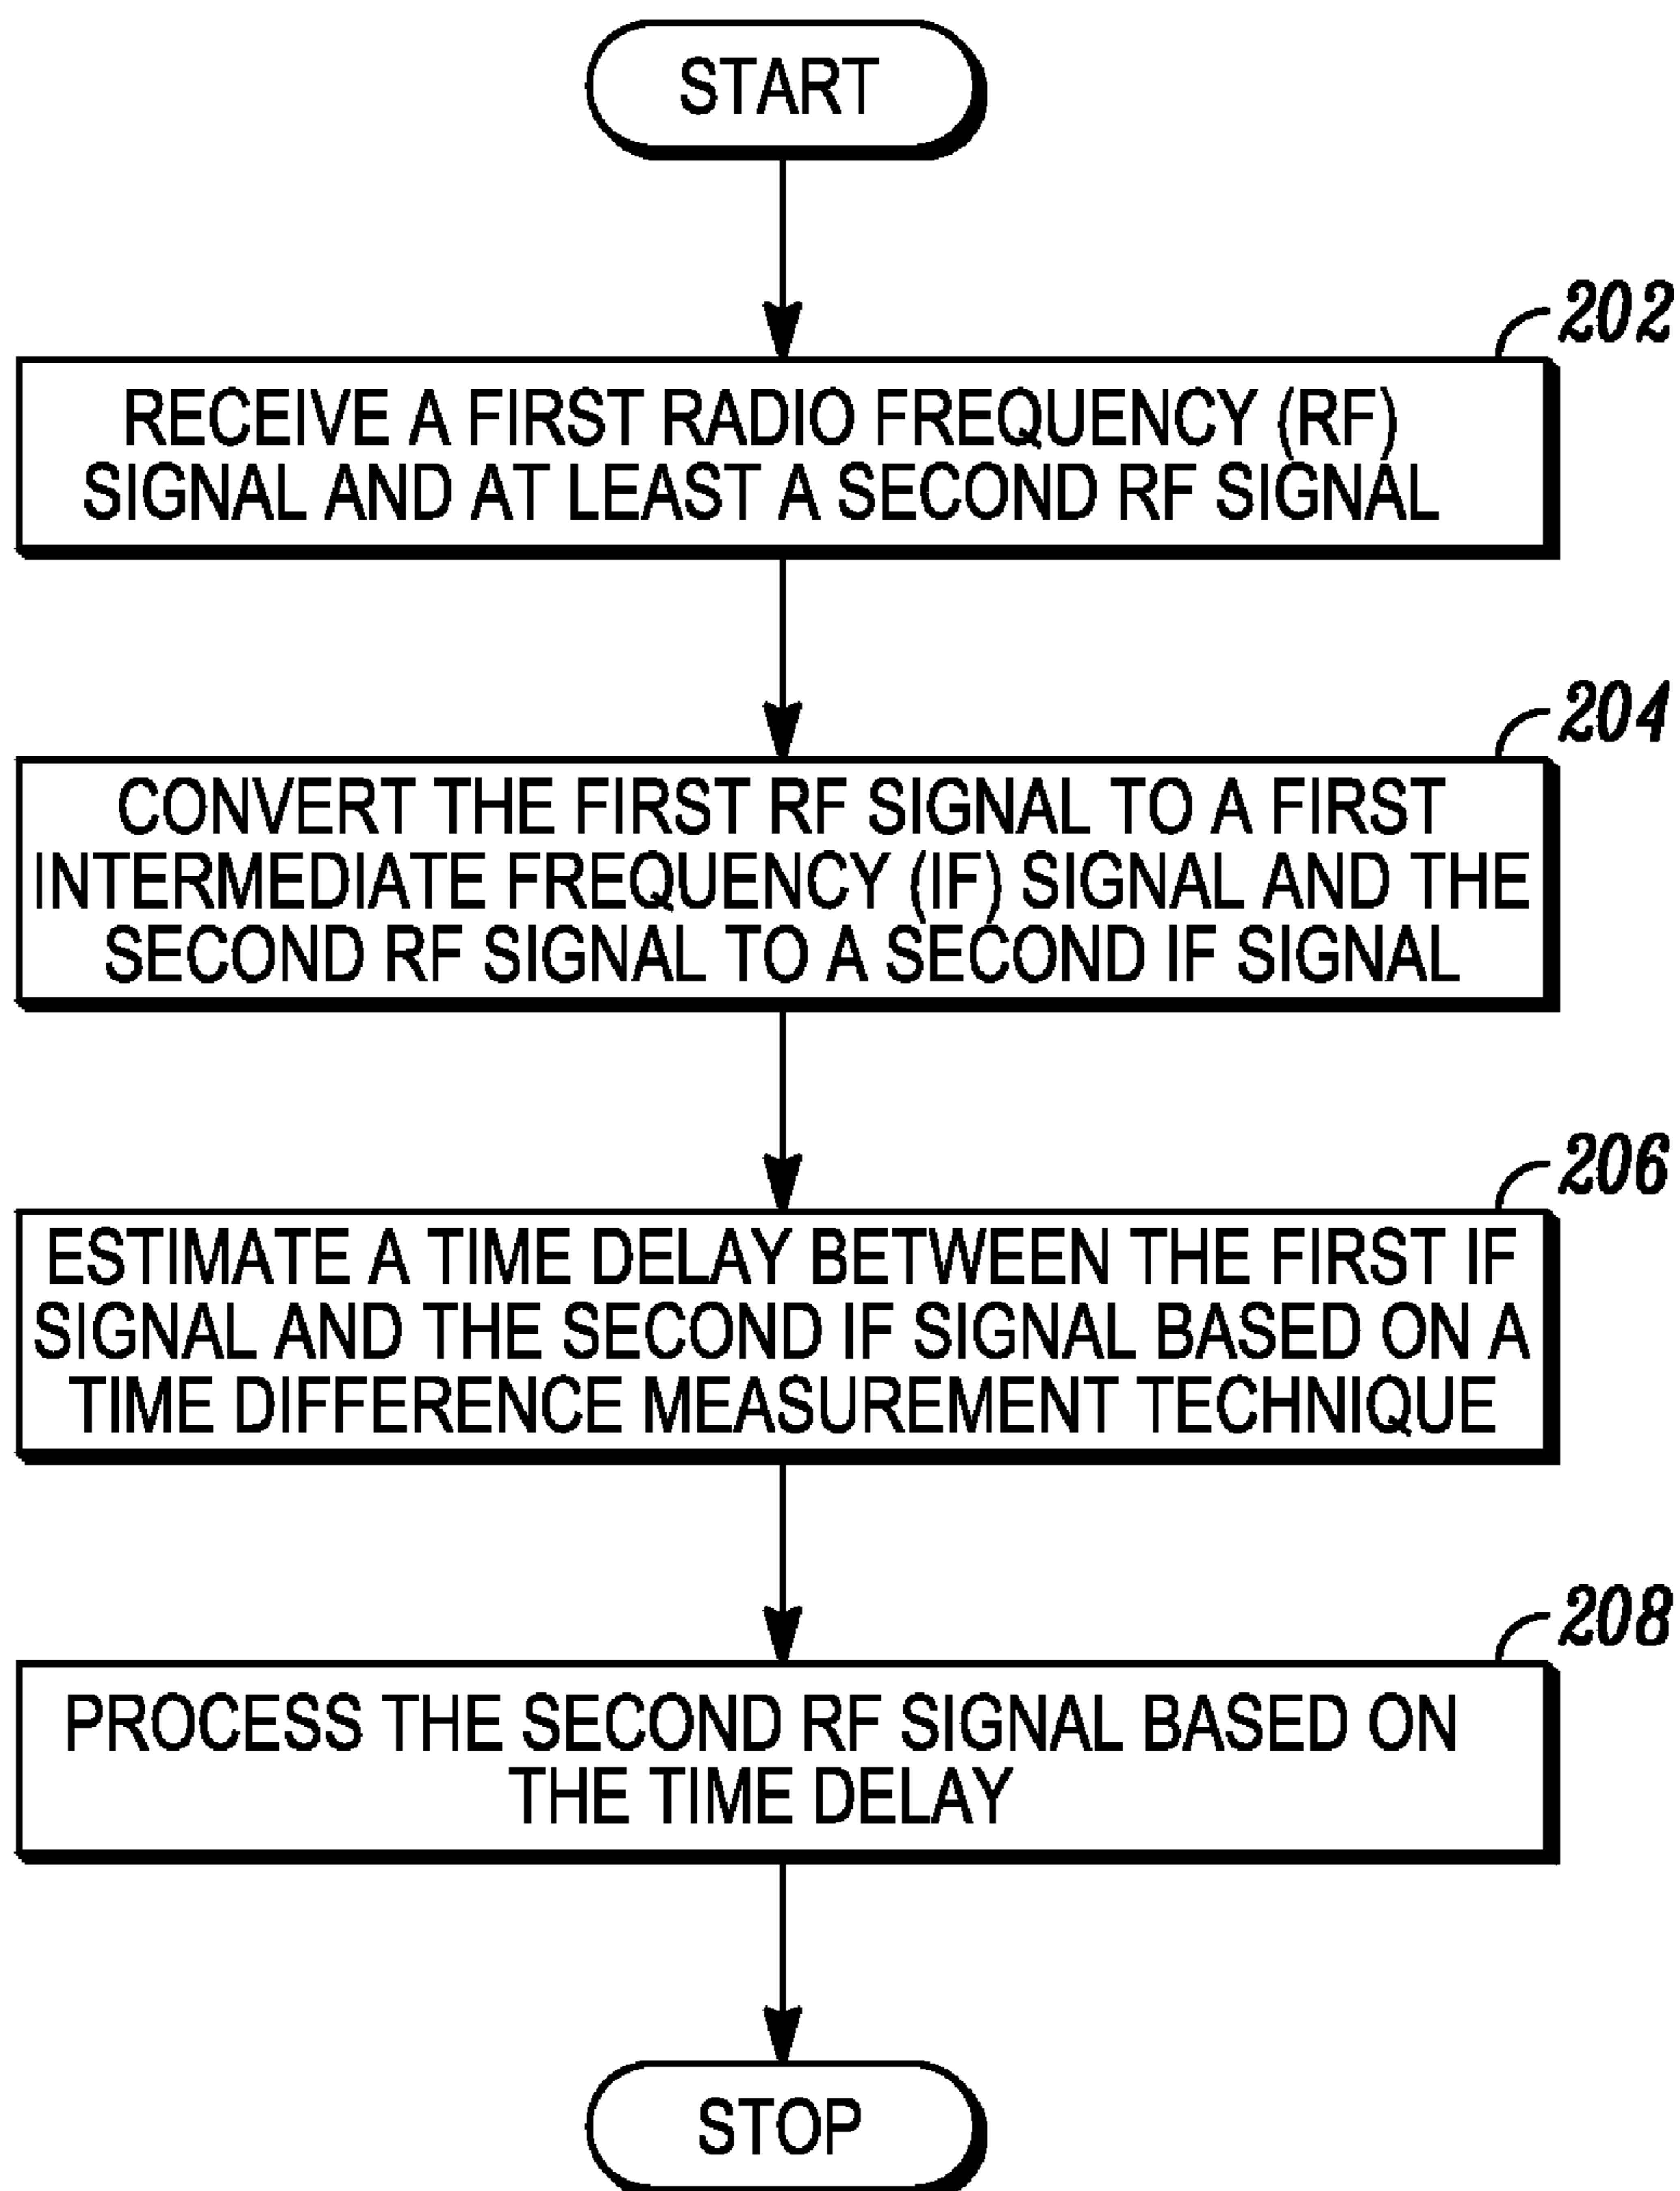 START
202
RECEIVE A FIRST RADIO FREQUENCY (RF)
SIGNAL AND AT LEAST A SECOND RF SIGNAL
204
CONVERT THE FIRST RF SIGNAL TO A FIRST
INTERMEDIATE FREQUENCY (IF) SIGNAL AND THE
SECOND RF SIGNAL TO A SECOND IF SIGNAL
206
ESTIMATE A TIME DELAY BETWEEN THE FIRST IF
SIGNAL AND THE SECOND IF SIGNAL BASED ON A
TIME DIFFERENCE MEASUREMENT TECHNIQUE
208
PROCESS THE SECOND RF SIGNAL BASED ON
THE TIME DELAY
STOP